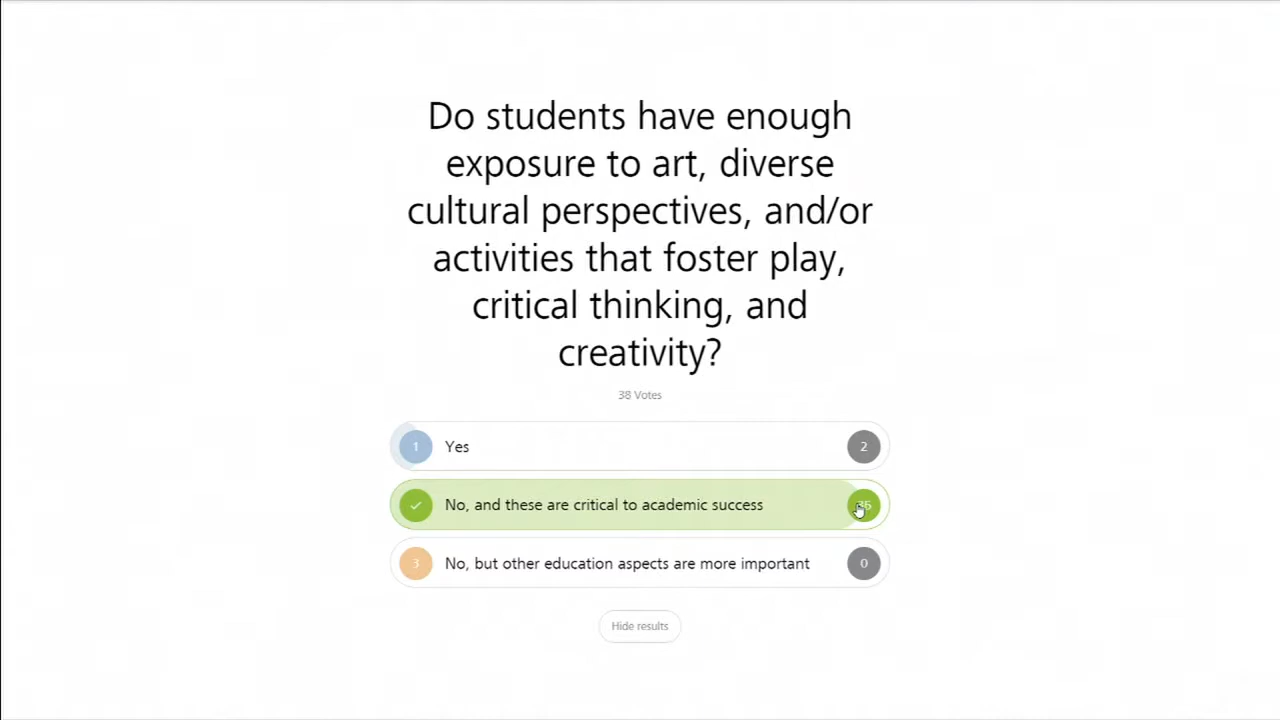 Do students have enough
exposure to art, diverse
cultural perspectives, and/or
activities that foster play,
critical thinking, and
creativity?
38 Votes
1 Yes 2
No, and these are critical to academic success
3 No, but other education aspects are more important 0
Hide results